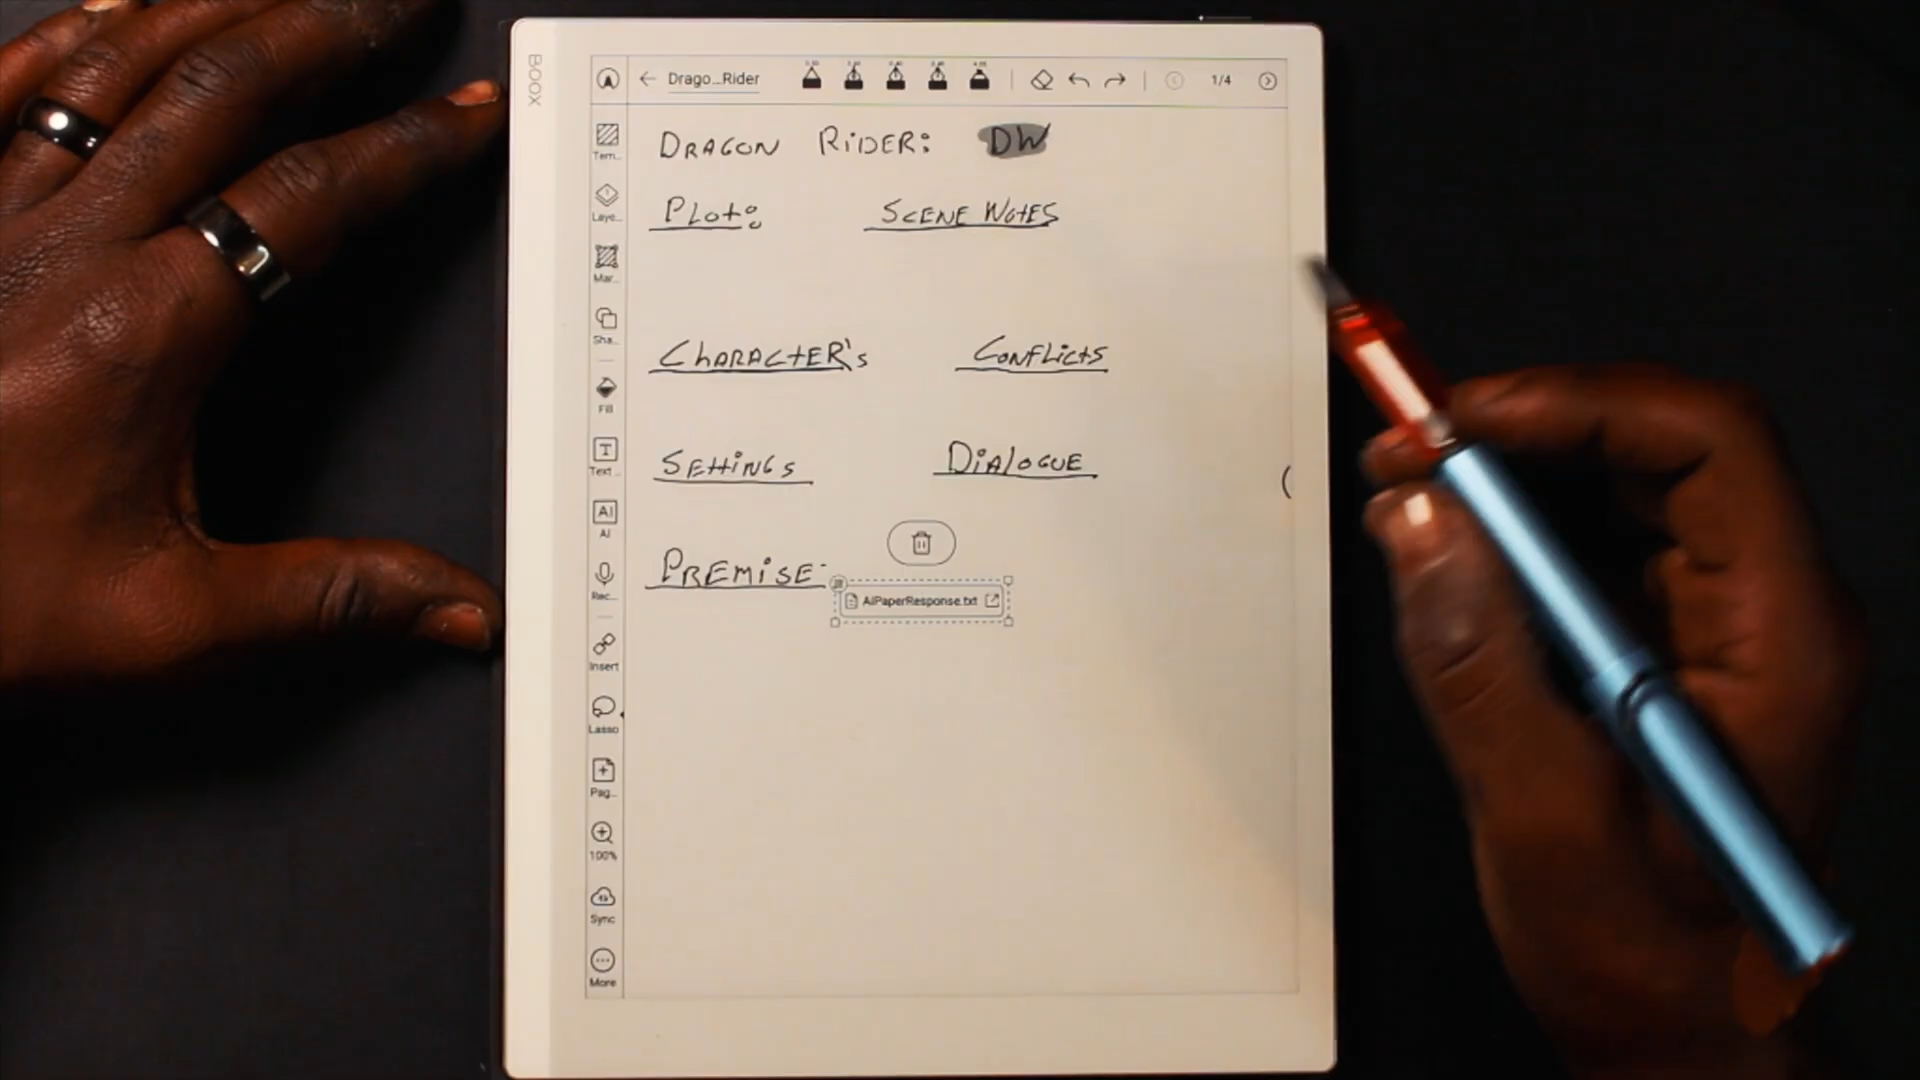 BOOX
Drago...Rider
1/4
DRAGON RIDER: DW
PLot:
SCENE NOTES
CHARACTER's
CONFLicts
SEttiNGs
DiAlOGUE
PREMiSE:
AIPaperResponse.txt
Tem...
Laye...
Mar...
Sha...
Fill
Text ...
AI
AI
Rec...
Insert
Lasso
Pag...
100%
Sync
More